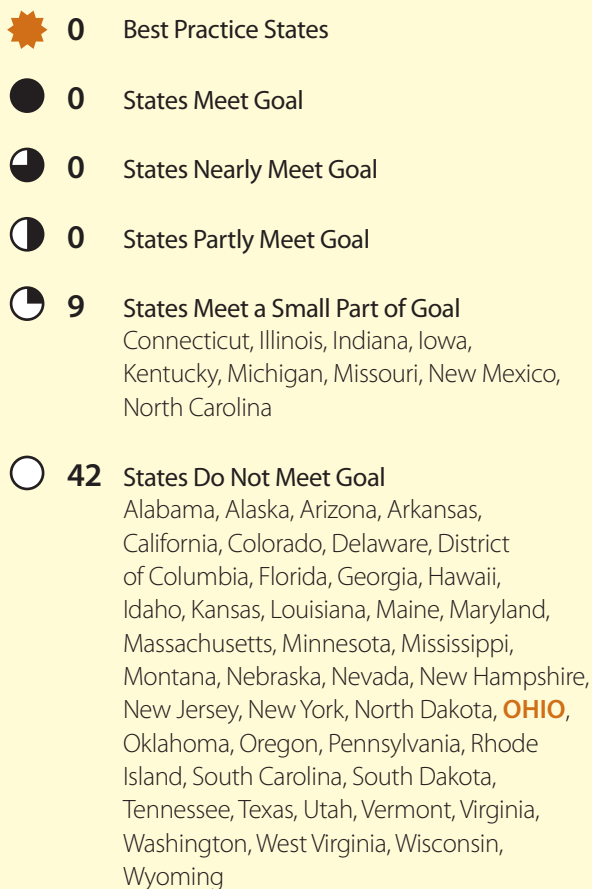 0 Best Practice States
0 States Meet Goal
0 States Nearly Meet Goal
0 States Partly Meet Goal
9 States Meet a Small Part of Goal
Connecticut, Illinois, Indiana, Iowa,
Kentucky, Michigan, Missouri, New Mexico,
North Carolina
42 States Do Not Meet Goal
Alabama, Alaska, Arizona, Arkansas,
California, Colorado, Delaware, District
of Columbia, Florida, Georgia, Hawaii,
Idaho, Kansas, Louisiana, Maine, Maryland,
Massachusetts, Minnesota, Mississippi,
Montana, Nebraska, Nevada, New Hampshire,
New Jersey, New York, North Dakota, OHIO,
Oklahoma, Oregon, Pennsylvania, Rhode
Island, South Carolina, South Dakota,
Tennessee, Texas, Utah, Vermont, Virginia,
Washington, West Virginia, Wisconsin,
Wyoming